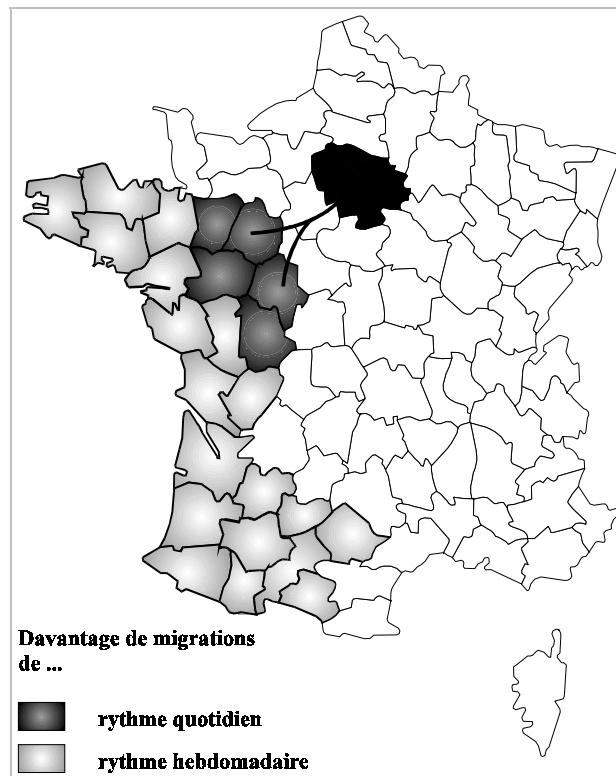 Davantage de migrations
de ...
rythme quotidien
rythme hebdomadaire